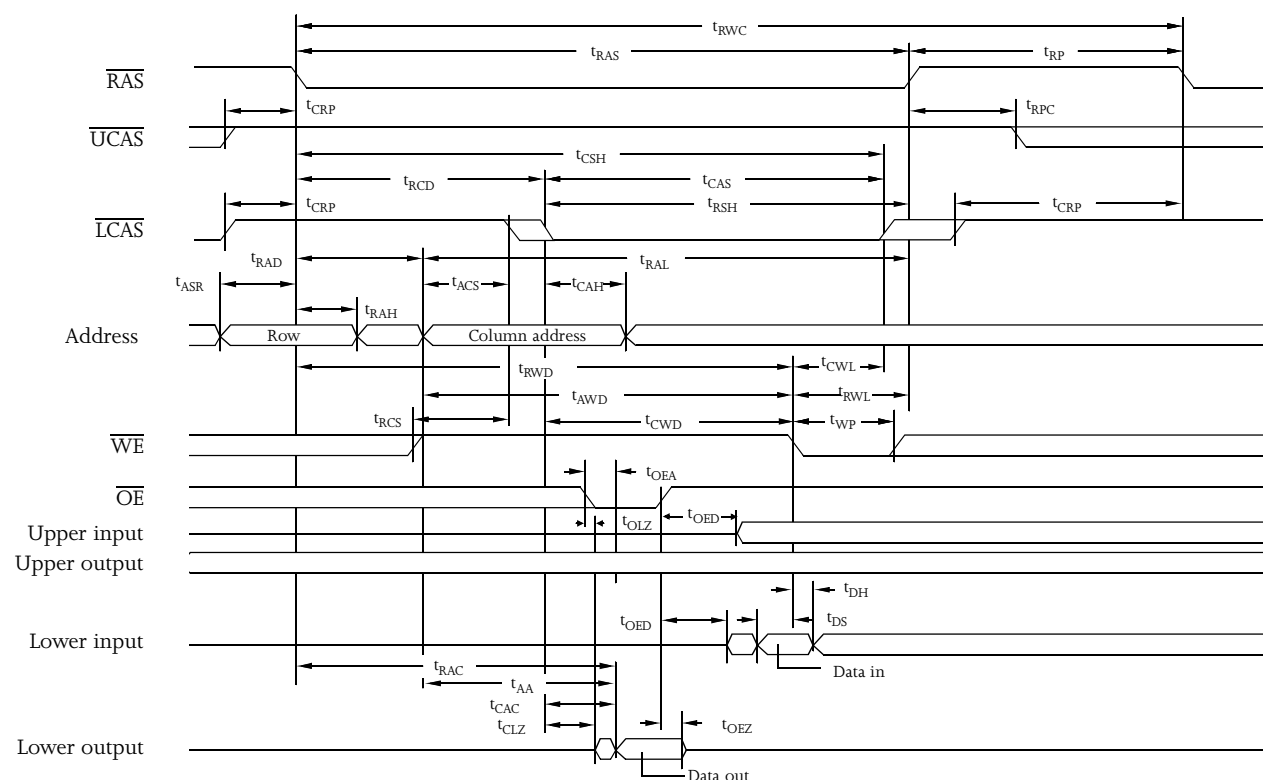 tRWC
tRAS
tRP
RAS
tCRP
tRPC
UCAS
tCSH
tRCD
tCAS
tCRP
tRSH
tCRP
LCAS
tRAD
tRAL
tASR
tACS
tCAH
tRAH
Address
Row
Column address
tRWD
tCWL
tAWD
tRWL
tRCS
tCWD
tWP
WE
tOEA
OE
tOLZ
tOED
Upper input
Upper output
tDH
tOED
tDS
Lower input
tRAC
Data in
tAA
tCAC
tCLZ
tOEZ
Lower output
Data out